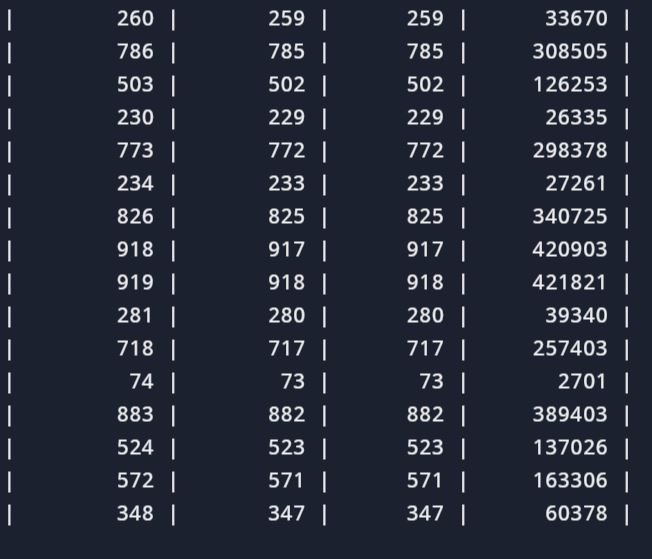 | 260 | 259 | 259 | 33670 |
| 786 | 785 | 785 | 308505 |
| 503 | 502 | 502 | 126253 |
| 230 | 229 | 229 | 26335 |
| 773 | 772 | 772 | 298378 |
| 234 | 233 | 233 | 27261 |
| 826 | 825 | 825 | 340725 |
| 918 | 917 | 917 | 420903 |
| 919 | 918 | 918 | 421821 |
| 281 | 280 | 280 | 39340 |
| 718 | 717 | 717 | 257403 |
| 74 | 73 | 73 | 2701 |
| 883 | 882 | 882 | 389403 |
| 524 | 523 | 523 | 137026 |
| 572 | 571 | 571 | 163306 |
| 348 | 347 | 347 | 60378 |